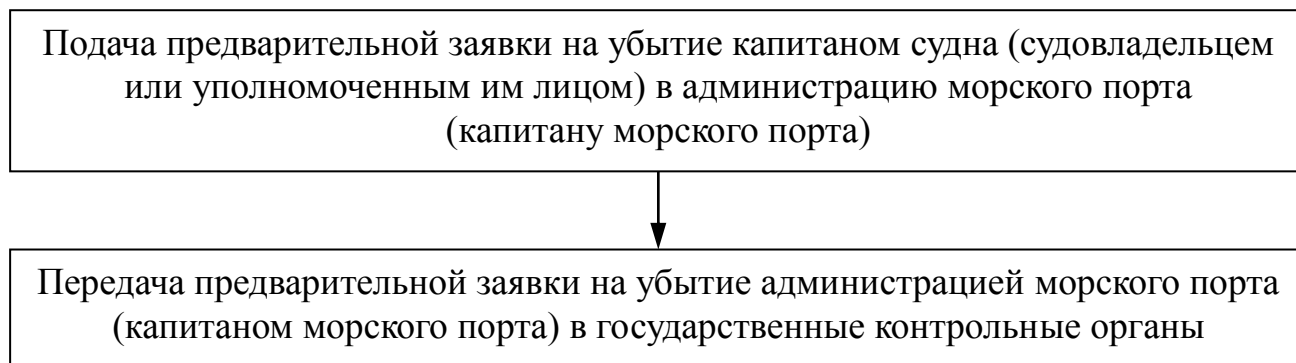 Подача предварительной заявки на убытие капитаном судна (судовладельцем
или уполномоченным им лицом) в администрацию морского порта
(капитану морского порта)
Передача предварительной заявки на убытие администрацией морского порта
(капитаном морского порта) в государственные контрольные органы